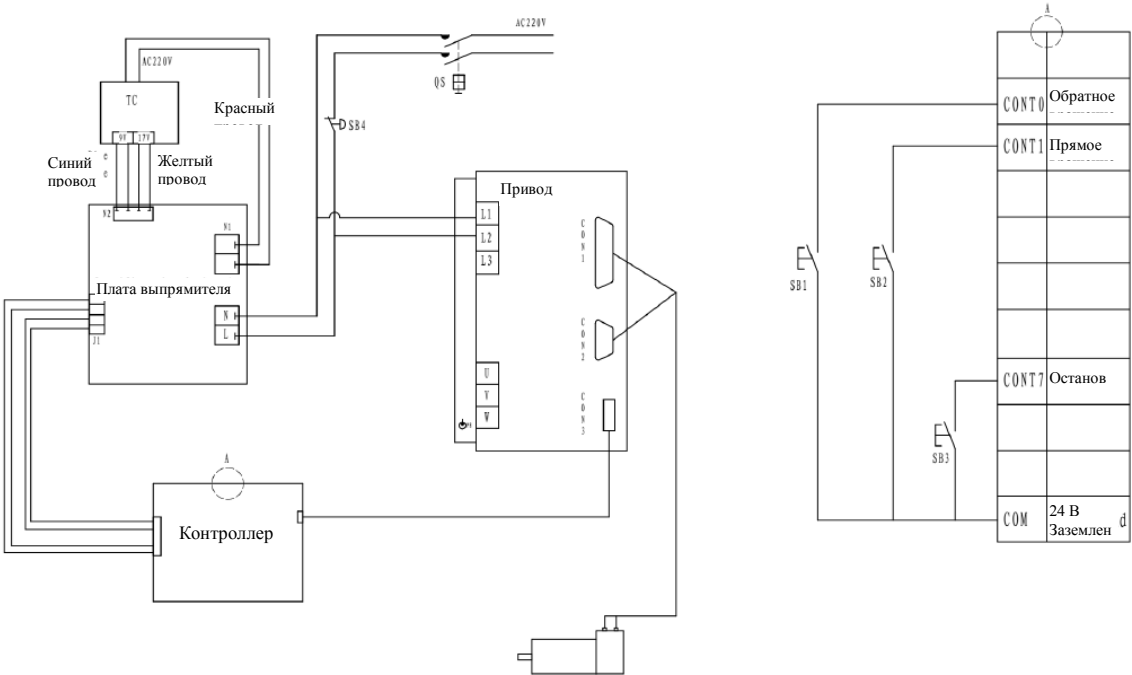 AC220V
QS
AC220V
TC
9V
17V
Красный
Синий
провод
Желтый
провод
SB4
N2
N1
Плата выпрямителя
J1
N
L
Привод
L1
L2
L3
CON1
CON2
U
V
W
CON3
A
Контроллер
A
CONT0
Обратное
CONT1
Прямое
SB1
SB2
CONT7
Останов
SB3
COM
24 В
Заземлен
d